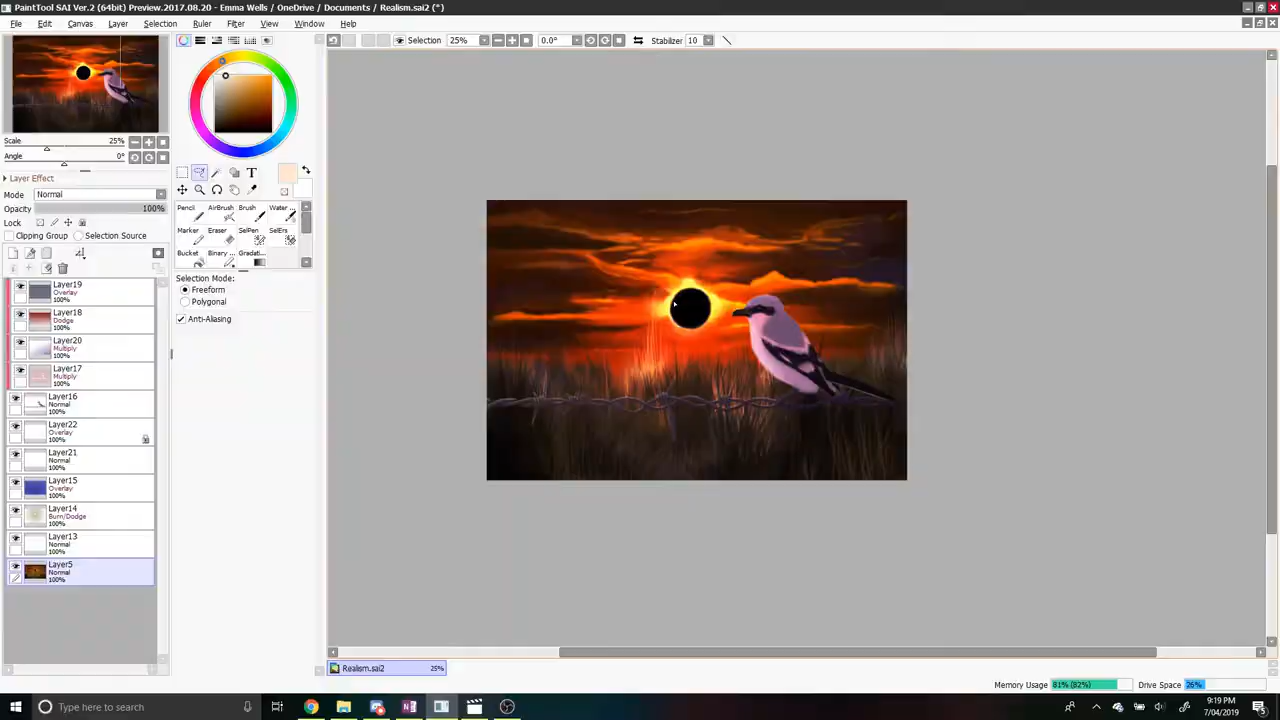 PaintTool SAI Ver.2 (64bit) Preview.2017.08.20 - Emma Wells / OneDrive / Documents / Realism.sai2 (*)
File Edit Canvas Layer Selection Ruler Filter View Window Help
Selection 25% 0.0° Stabilizer 10
Scale 25%
Angle 0°
Layer Effect
Mode Normal
Opacity 100%
Lock
Clipping Group Selection Source
Layer19
Overlay
100%
Layer18
Dodge
100%
Layer20
Multiply
100%
Layer17
Multiply
100%
Layer16
Normal
100%
Layer22
Overlay
100%
Layer21
Normal
100%
Layer15
Overlay
100%
Layer14
Burn/Dodge
100%
Layer13
Normal
100%
Layer5
Normal
100%
T
Pencil AirBrush Brush Water ...
Marker Eraser SelPen SelErs
Bucket Binary ... Gradati...
Selection Mode:
Freeform
Polygonal
Anti-Aliasing
Realism.sai2 25%
Memory Usage 81% (82%) Drive Space 26%
Type here to search
9:19 PM
7/04/2019
5